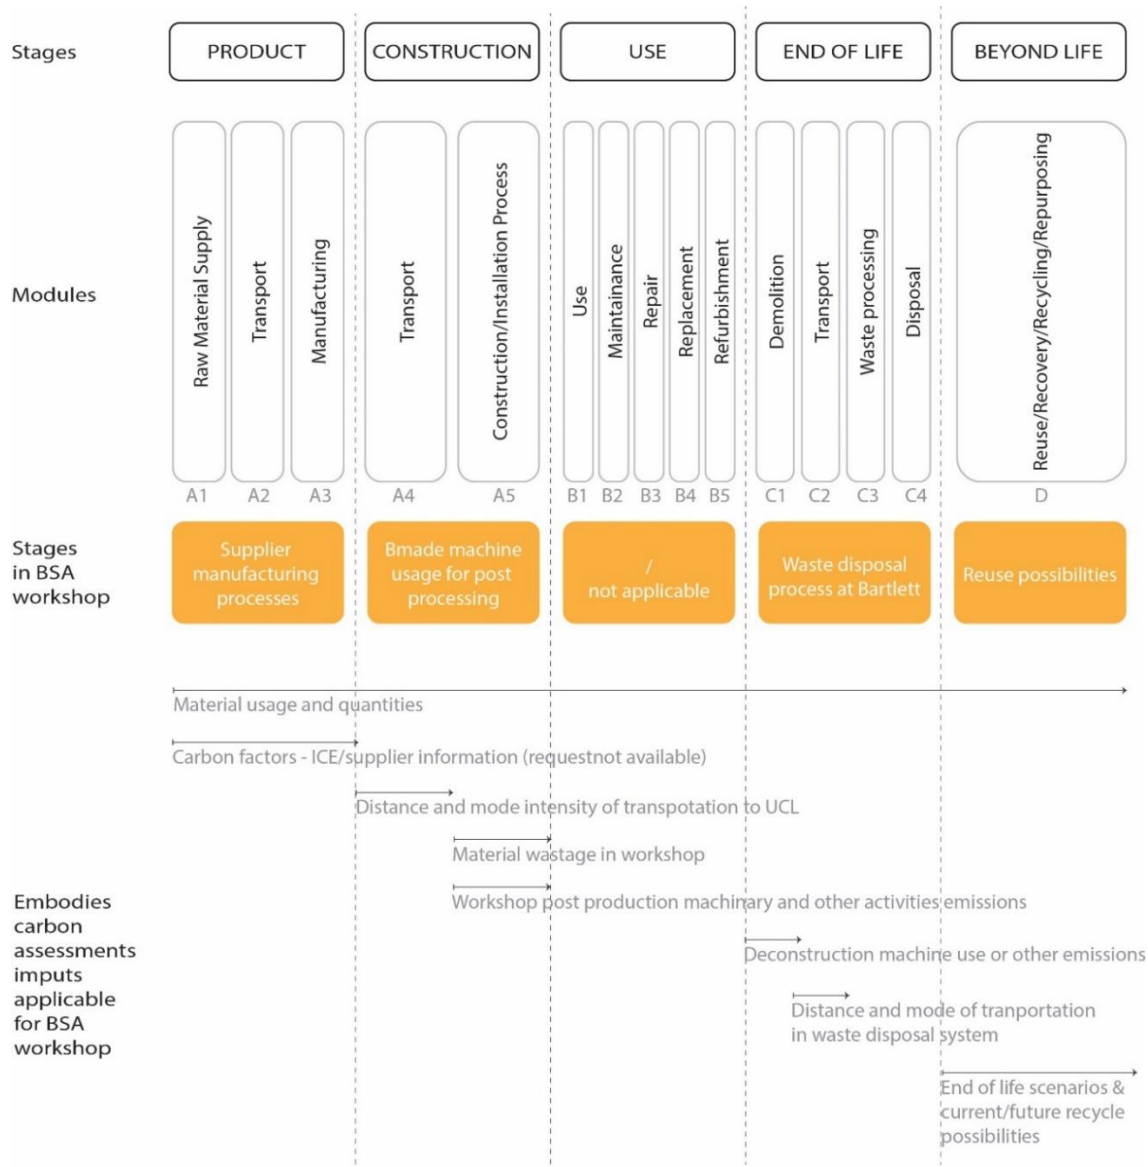 Stages
PRODUCT
CONSTRUCTION
USE
END OF LIFE
BEYOND LIFE
Modules
Raw Material Supply
Transport
Manufacturing
Transport
Construction/Installation Process
Use
Maintainance
Repair
Replacement
Refurbishment
Demolition
Transport
Waste processing
Disposal
Reuse/Recovery/Recycling/Repurposing
A1
A2
A3
A4
A5
B1
B2
B3
B4
B5
C1
C2
C3
C4
D
Stages
in BSA
workshop
Supplier
manufacturing
processes
Bmade machine
usage for post
processing
/
not applicable
Waste disposal
process at Bartlett
Reuse possibilities
Material usage and quantities
Carbon factors - ICE/supplier information (requestnot available)
Distance and mode intensity of transpotation to UCL
Material wastage in workshop
Workshop post production machinary and other activities emissions
Embodies
carbon
assessments
imputs
applicable
for BSA
workshop
Deconstruction machine use or other emissions
Distance and mode of tranportation
in waste disposal system
End of life scenarios &
current/future recycle
possibilities